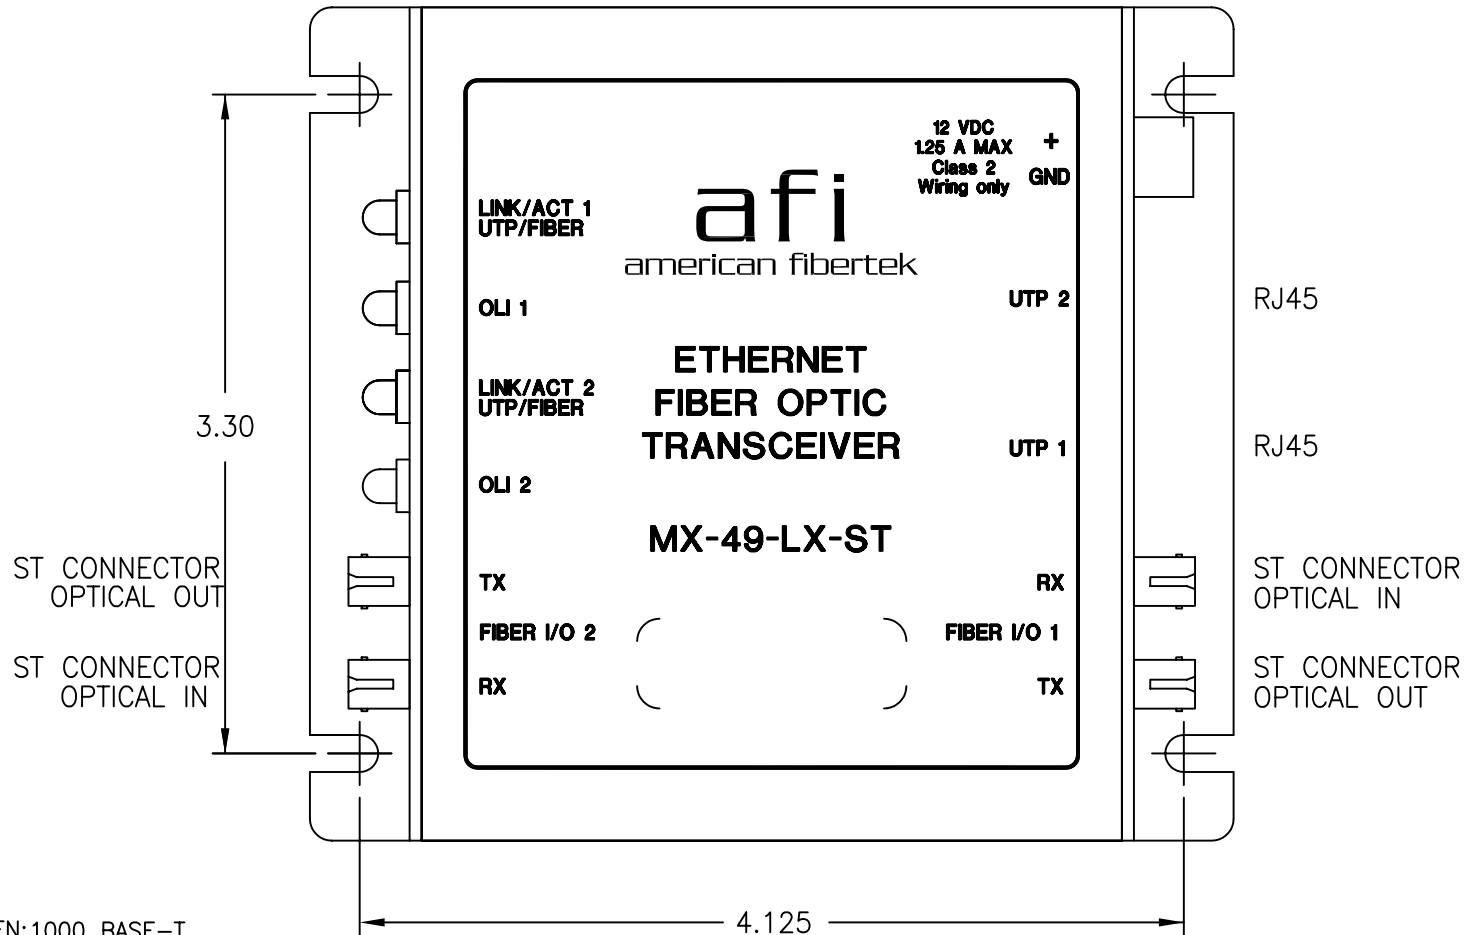 12 VDC
1.25 A MAX
Class 2
Wiring only
+
GND
LINK/ACT 1
UTP/FIBER
afi
american fibertek
OLI 1
UTP 2
RJ45
ETHERNET
FIBER OPTIC
TRANSCEIVER
LINK/ACT 2
UTP/FIBER
3.30
UTP 1
RJ45
OLI 2
MX-49-LX-ST
ST CONNECTOR
OPTICAL OUT
TX
RX
ST CONNECTOR
OPTICAL IN
FIBER I/O 2
FIBER I/O 1
ST CONNECTOR
OPTICAL IN
RX
TX
ST CONNECTOR
OPTICAL OUT
4.125
1000 BASE-T